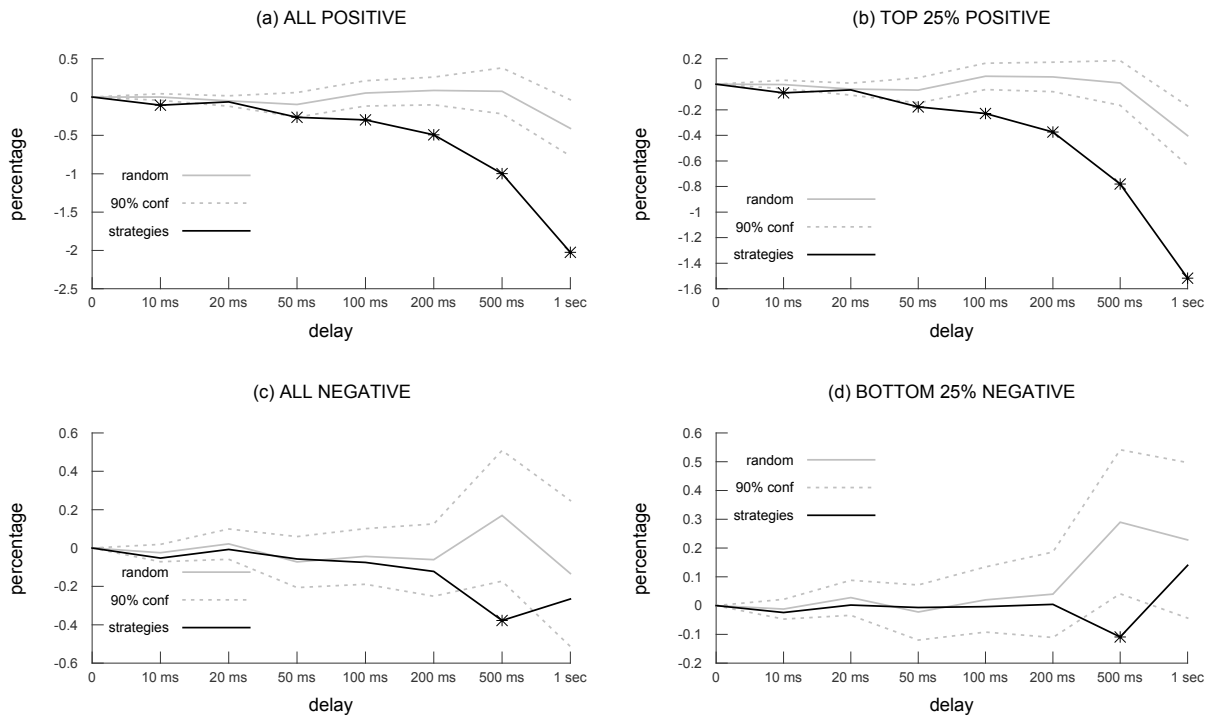 (a) ALL POSITIVE
0.5
0
-0.5
-1
-1.5
-2
-2.5
percentage
random
90% conf
strategies
0 10 ms 20 ms 50 ms 100 ms 200 ms 500 ms 1 sec
delay
(b) TOP 25% POSITIVE
0.2
0
-0.2
-0.4
-0.6
-0.8
-1
-1.2
-1.4
-1.6
percentage
random
90% conf
strategies
0 10 ms 20 ms 50 ms 100 ms 200 ms 500 ms 1 sec
delay
(c) ALL NEGATIVE
0.6
0.4
0.2
0
-0.2
-0.4
-0.6
percentage
random
90% conf
strategies
0 10 ms 20 ms 50 ms 100 ms 200 ms 500 ms 1 sec
delay
(d) BOTTOM 25% NEGATIVE
0.6
0.5
0.4
0.3
0.2
0.1
0
-0.1
-0.2
percentage
random
90% conf
strategies
0 10 ms 20 ms 50 ms 100 ms 200 ms 500 ms 1 sec
delay